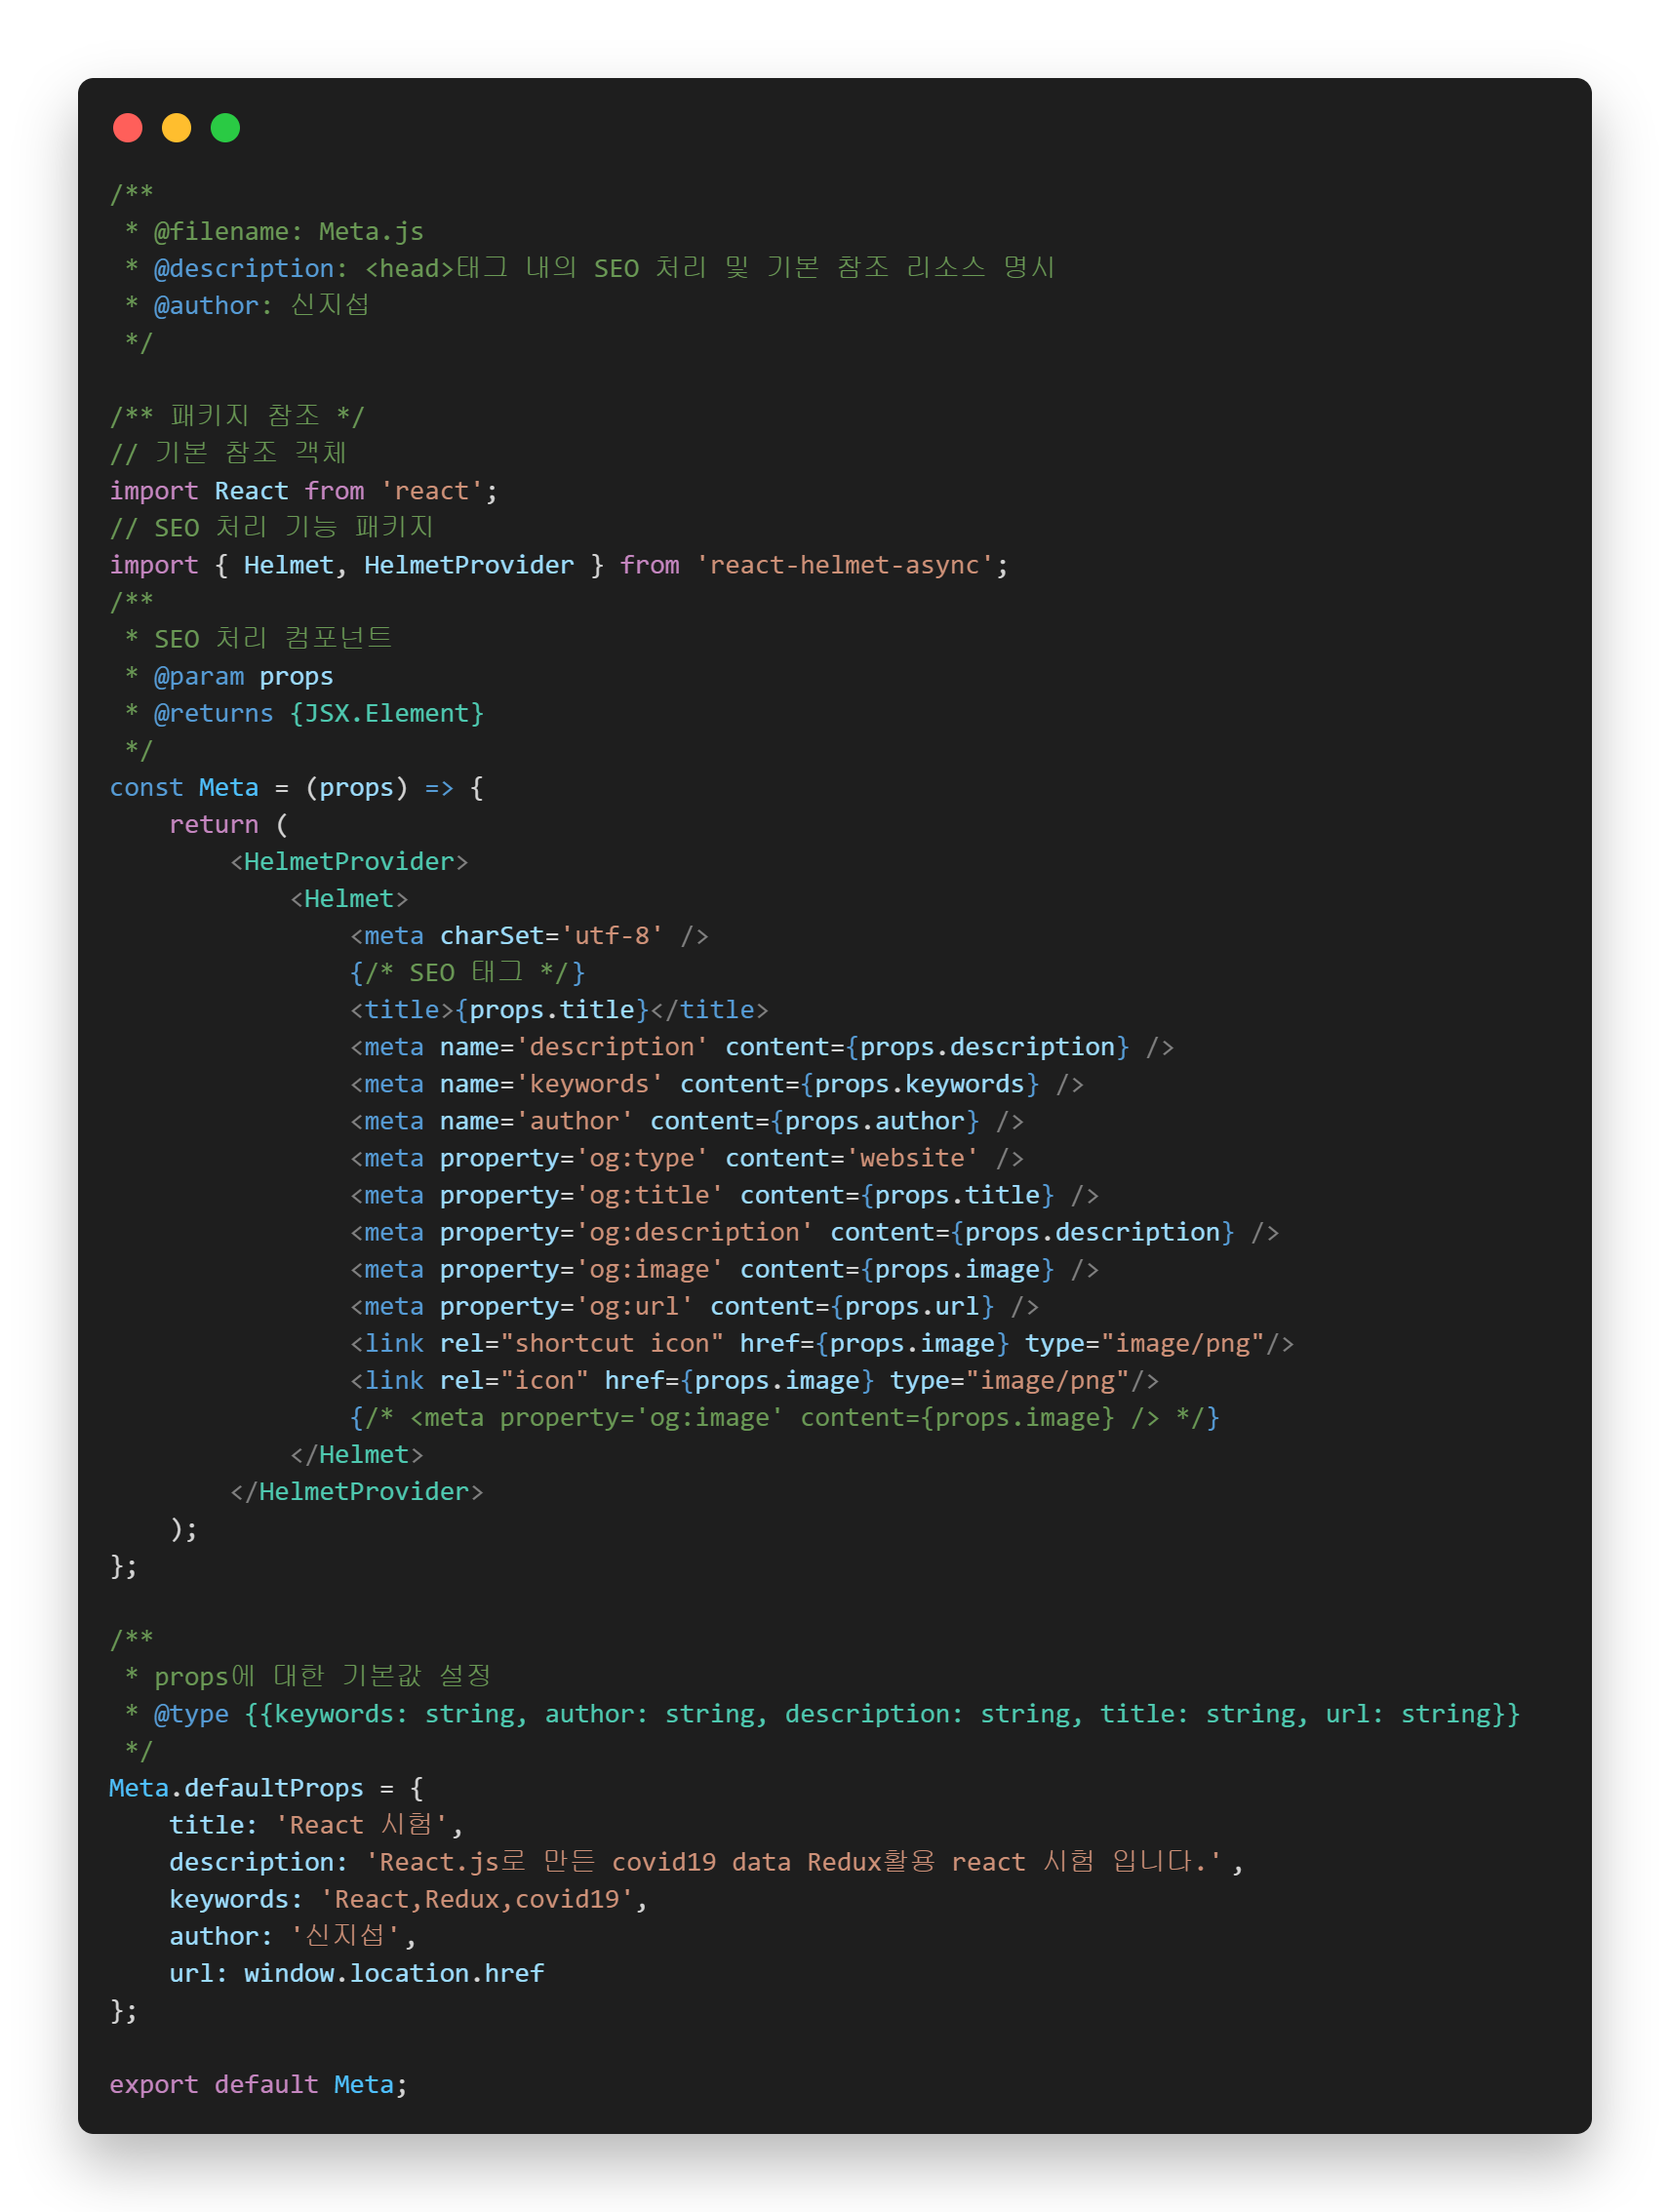 /**
 * @filename: Meta.js
 * @description: <head>태그 내의 SEO 처리 및 기본 참조 리소스 명시
 * @author: 신지섭
 */

/** 패키지 참조 */
// 기본 참조 객체
import React from 'react';
// SEO 처리 기능 패키지
import { Helmet, HelmetProvider } from 'react-helmet-async';
/**
 * SEO 처리 컴포넌트
 * @param props
 * @returns {JSX.Element}
 */
const Meta = (props) => {
    return (
        <HelmetProvider>
            <Helmet>
                <meta charSet='utf-8' />
                {/* SEO 태그 */}
                <title>{props.title}</title>
                <meta name='description' content={props.description} />
                <meta name='keywords' content={props.keywords} />
                <meta name='author' content={props.author} />
                <meta property='og:type' content='website' />
                <meta property='og:title' content={props.title} />
                <meta property='og:description' content={props.description} />
                <meta property='og:image' content={props.image} />
                <meta property='og:url' content={props.url} />
                <link rel="shortcut icon" href={props.image} type="image/png"/>
                <link rel="icon" href={props.image} type="image/png"/>
                {/* <meta property='og:image' content={props.image} /> */}
            </Helmet>
        </HelmetProvider>
    );
};

/**
 * props에 대한 기본값 설정
 * @type {{keywords: string, author: string, description: string, title: string, url: string}}
 */
Meta.defaultProps = {
    title: 'React 시험',
    description: 'React.js로 만든 covid19 data Redux활용 react 시험 입니다.',
    keywords: 'React,Redux,covid19',
    author: '신지섭',
    url: window.location.href
};

export default Meta;